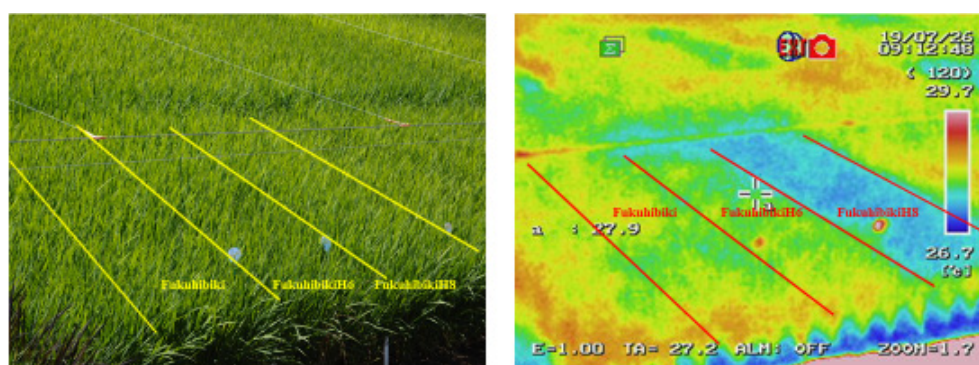 Fukuhibiki FukuhibikiH6 FukuhibikiH8
Σ
19/07/26
09:12:48
( 120)
29.7
Fukuhibiki FukuhibikiH6 FukuhibikiH8
a
a : 27.9
26.7
[℃]
E=1.00 TA= 27.2 ALM: OFF ZOOM=1.7